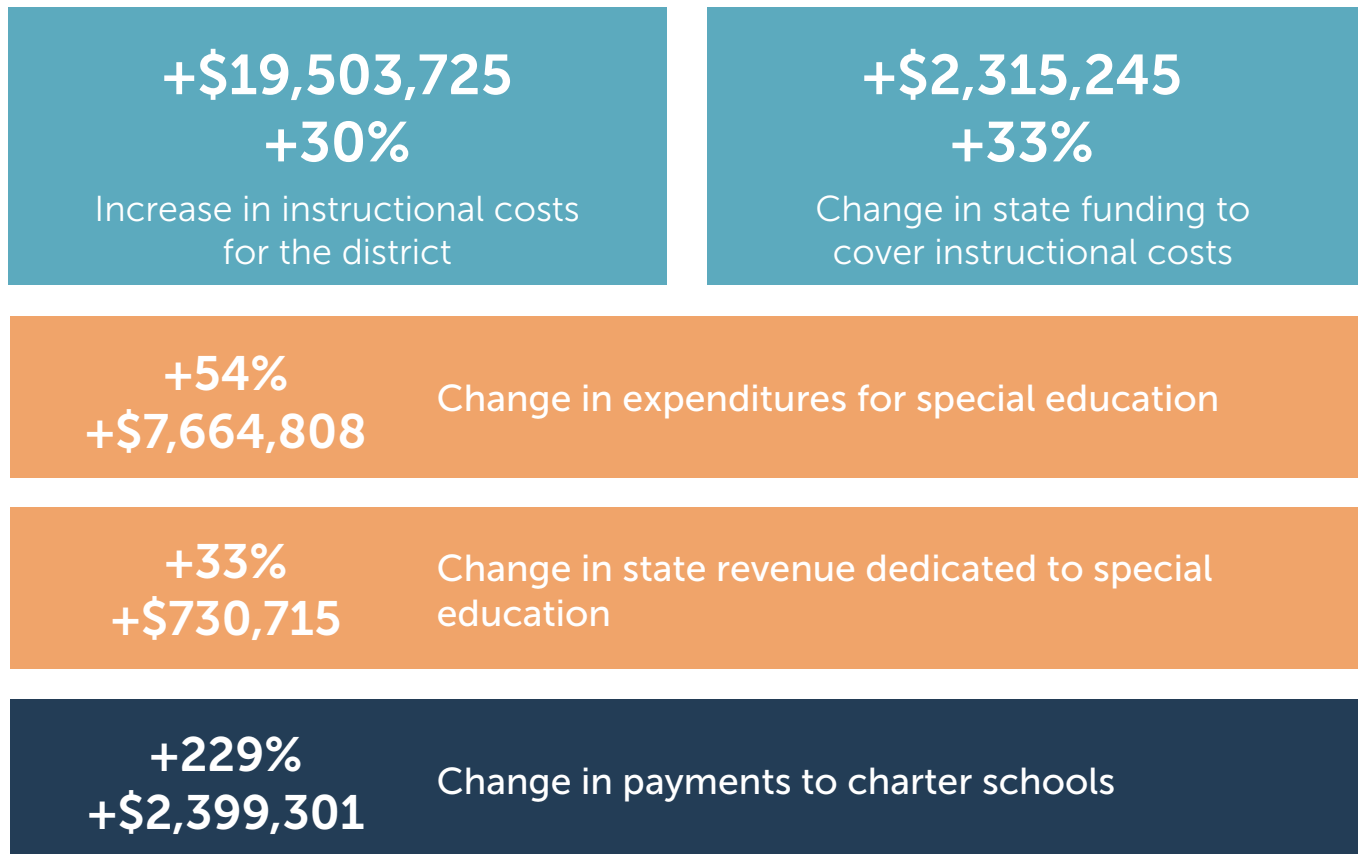 +$19,503,725
+30%
Increase in instructional costs
for the district
+$2,315,245
+33%
Change in state funding to
cover instructional costs
+54%
+$7,664,808
Change in expenditures for special education
+33%
+$730,715
Change in state revenue dedicated to special
education
+229%
+$2,399,301
Change in payments to charter schools